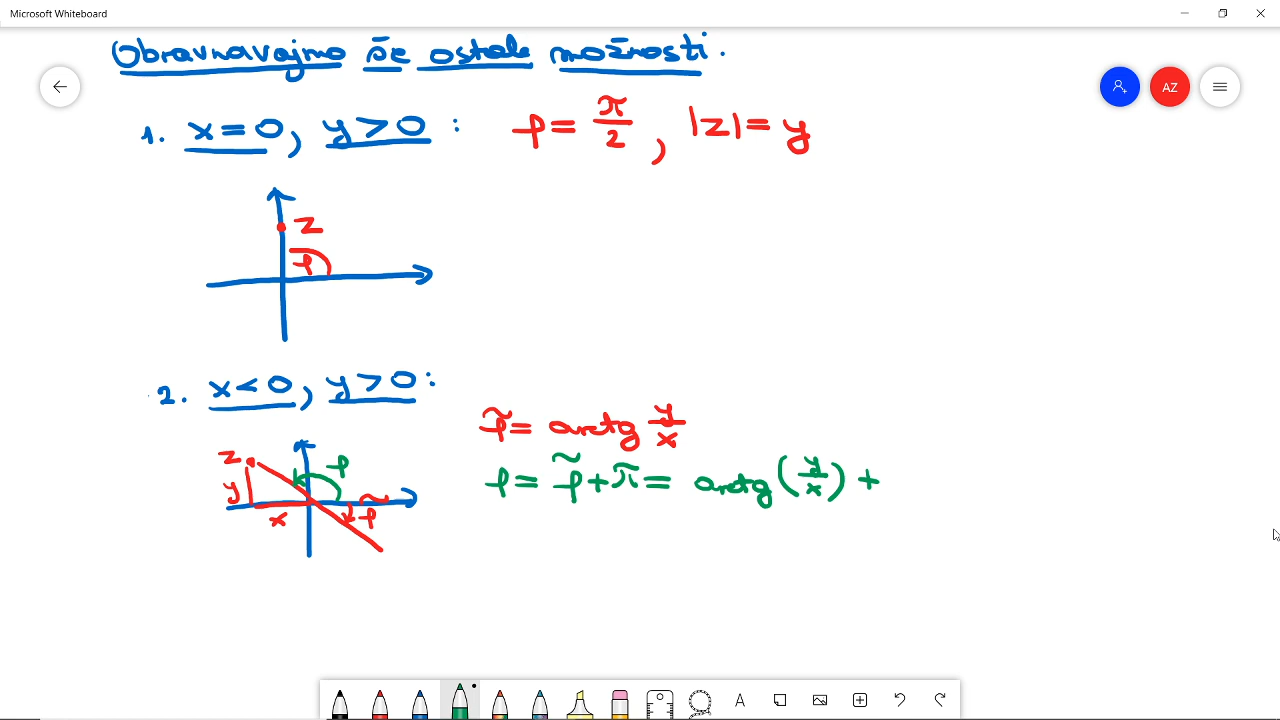 Microsoft Whiteboard
Obravnavajmo še ostale možnosti.
AZ
1. x = 0, y > 0 : φ = π/2, |z| = y
z
φ
2. x < 0, y > 0 :
φ̃ = arctg y/x
z φ
φ = φ̃ + π = arctg (y/x) +
y
x φ̃
A